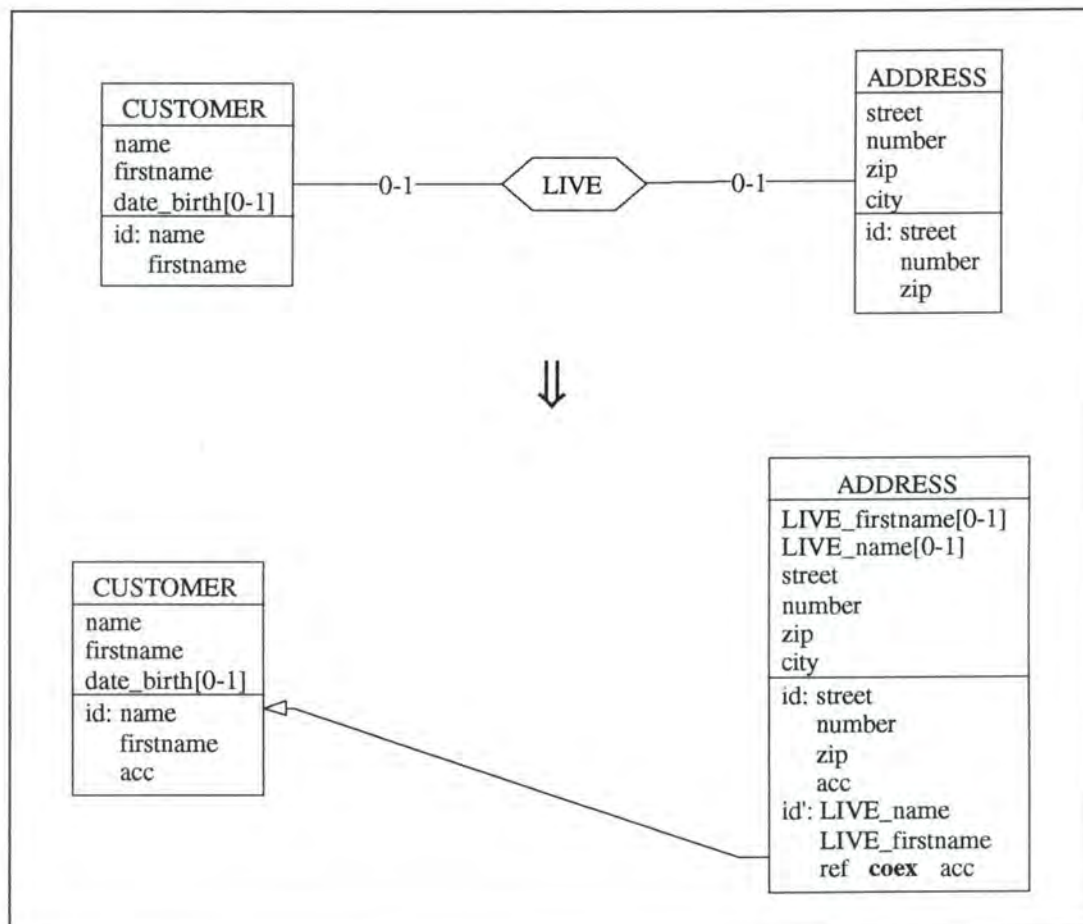 CUSTOMER
name
firstname
date_birth[0-1]
id: name
firstname
0-1
LIVE
0-1
ADDRESS
street
number
zip
city
id: street
number
zip
⇓
CUSTOMER
name
firstname
date_birth[0-1]
id: name
firstname
acc
ADDRESS
LIVE_firstname[0-1]
LIVE_name[0-1]
street
number
zip
city
id: street
number
zip
acc
id': LIVE_name
LIVE_firstname
ref coex acc